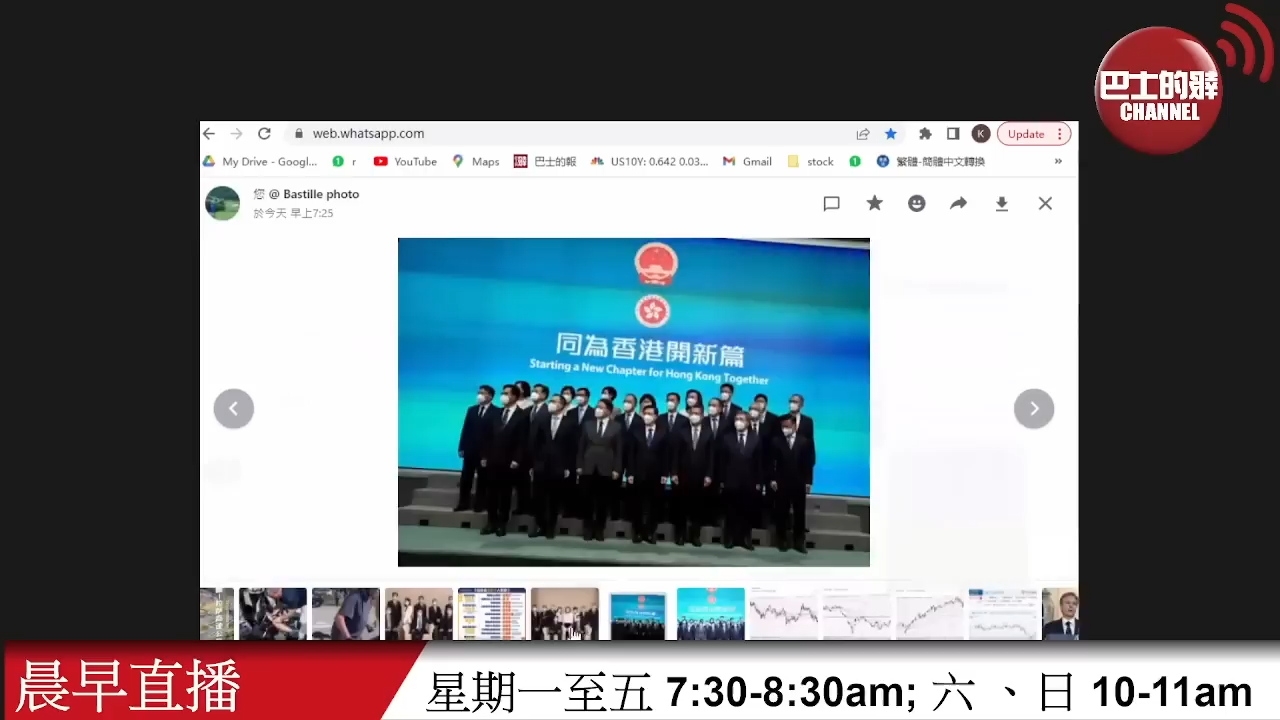 巴士的報
CHANNEL
web.whatsapp.com
K
Update
My Drive - Googl...
1 r
YouTube
Maps
巴士的報
US10Y: 0.642 0.03...
Gmail
stock
1
繁體-簡體中文轉換
»
您 @ Bastille photo
於今天 早上7:25
同為香港開新篇
Starting a New Chapter for Hong Kong Together
晨早直播
星期一至五 7:30-8:30am; 六 、日 10-11am